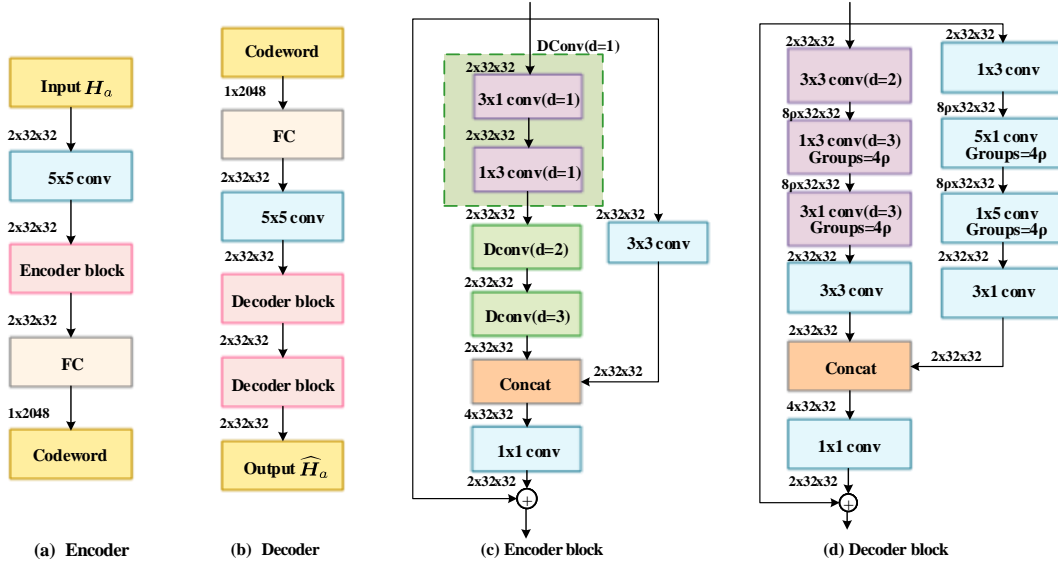 Input H_a
2x32x32
5x5 conv
2x32x32
Encoder block
2x32x32
FC
1x2048
Codeword
(a) Encoder
Codeword
1x2048
FC
2x32x32
5x5 conv
2x32x32
Decoder block
2x32x32
Decoder block
2x32x32
Output Ĥ_a
(b) Decoder
DConv(d=1)
2x32x32
3x1 conv(d=1)
2x32x32
1x3 conv(d=1)
2x32x32
Dconv(d=2)
2x32x32
Dconv(d=3)
2x32x32
2x32x32
3x3 conv
2x32x32
Concat
4x32x32
1x1 conv
2x32x32
+
(c) Encoder block
2x32x32
3x3 conv(d=2)
8ρx32x32
1x3 conv(d=3)
Groups=4ρ
8ρx32x32
3x1 conv(d=3)
Groups=4ρ
2x32x32
3x3 conv
2x32x32
2x32x32
1x3 conv
8ρx32x32
5x1 conv
Groups=4ρ
8ρx32x32
1x5 conv
Groups=4ρ
2x32x32
3x1 conv
2x32x32
Concat
4x32x32
1x1 conv
2x32x32
+
(d) Decoder block